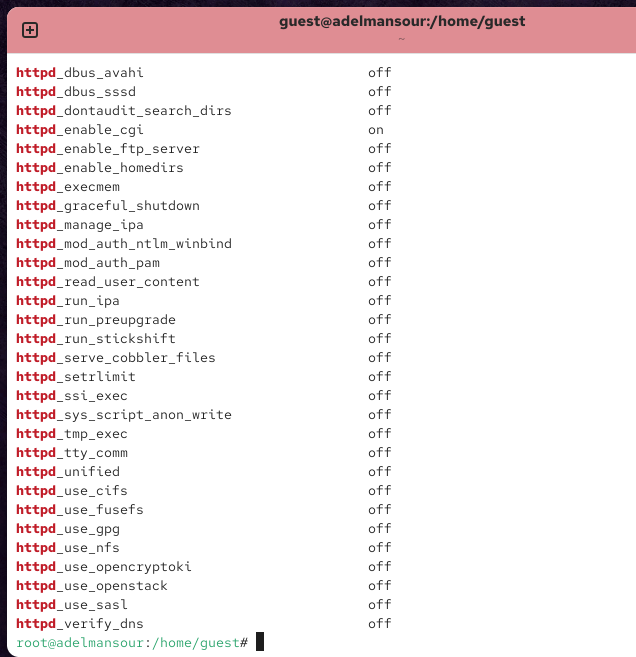 guest@adelmansour:/home/guest
~
httpd_dbus_avahi off
httpd_dbus_sssd off
httpd_dontaudit_search_dirs off
httpd_enable_cgi on
httpd_enable_ftp_server off
httpd_enable_homedirs off
httpd_execmem off
httpd_graceful_shutdown off
httpd_manage_ipa off
httpd_mod_auth_ntlm_winbind off
httpd_mod_auth_pam off
httpd_read_user_content off
httpd_run_ipa off
httpd_run_preupgrade off
httpd_run_stickshift off
httpd_serve_cobbler_files off
httpd_setrlimit off
httpd_ssi_exec off
httpd_sys_script_anon_write off
httpd_tmp_exec off
httpd_tty_comm off
httpd_unified off
httpd_use_cifs off
httpd_use_fusefs off
httpd_use_gpg off
httpd_use_nfs off
httpd_use_opencryptoki off
httpd_use_openstack off
httpd_use_sasl off
httpd_verify_dns off
root@adelmansour:/home/guest#